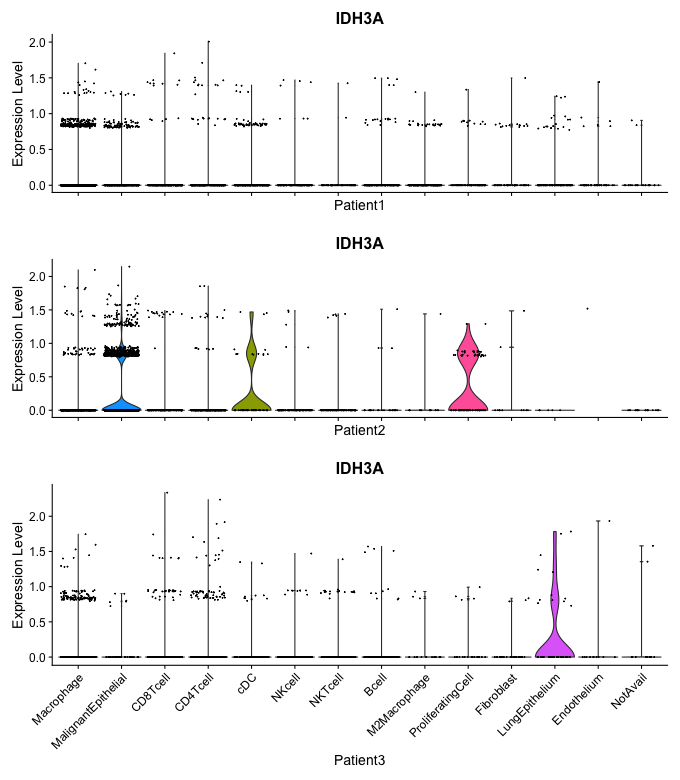 IDH3A
Expression Level
2.0
1.5
1.0
0.5
0.0
Patient1
IDH3A
Expression Level
2.0
1.5
1.0
0.5
0.0
Patient2
IDH3A
Expression Level
2.0
1.5
1.0
0.5
0.0
Macrophage
MalignantEpithelial
CD8Tcell
CD4Tcell
cDC
NKcell
NKTcell
Bcell
M2Macrophage
ProliferatingCell
Fibroblast
LungEpithelium
Endothelium
NotAvail
Patient3